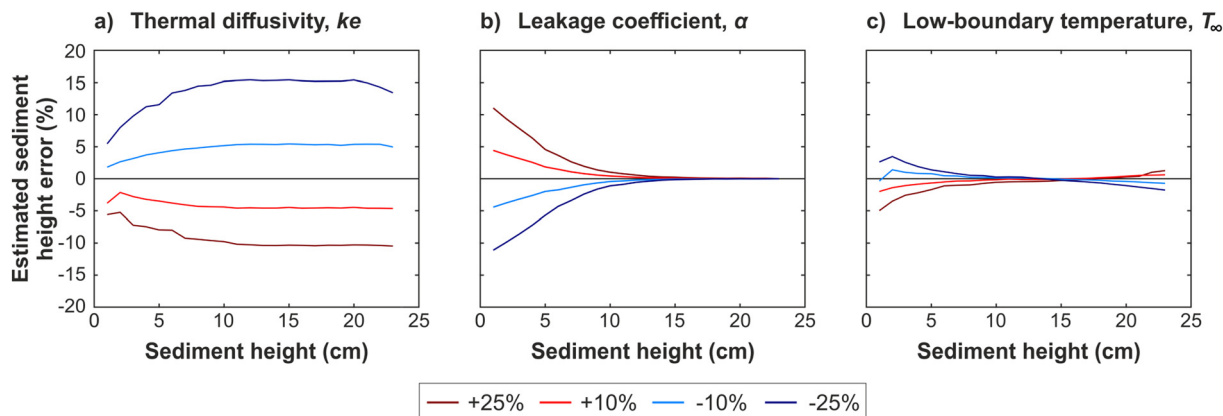 a) Thermal diffusivity, ke
b) Leakage coefficient, α
c) Low-boundary temperature, T∞
Estimated sediment
height error (%)
20
15
10
5
0
-5
-10
-15
-20
0 5 10 15 20 25
0 5 10 15 20 25
0 5 10 15 20 25
Sediment height (cm)
Sediment height (cm)
Sediment height (cm)
+25% +10% -10% -25%